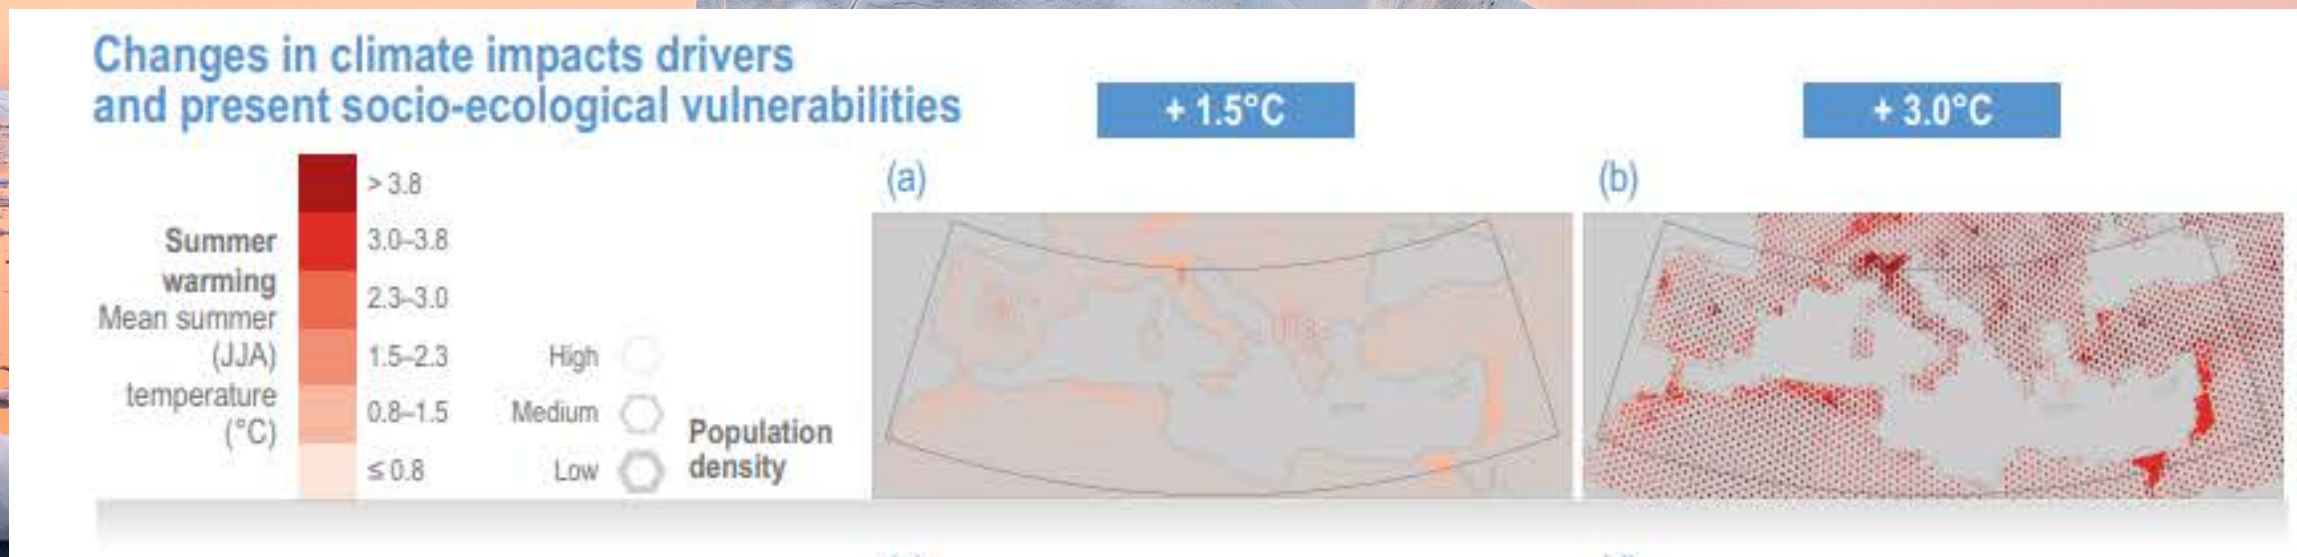 Changes in climate impacts drivers
and present socio-ecological vulnerabilities
+ 1.5°C
+ 3.0°C
(a)
(b)
Summer
warming
Mean summer
(JJA)
temperature
(°C)
> 3.8
3.0–3.8
2.3–3.0
1.5–2.3
0.8–1.5
≤ 0.8
High
Medium
Low
Population
density